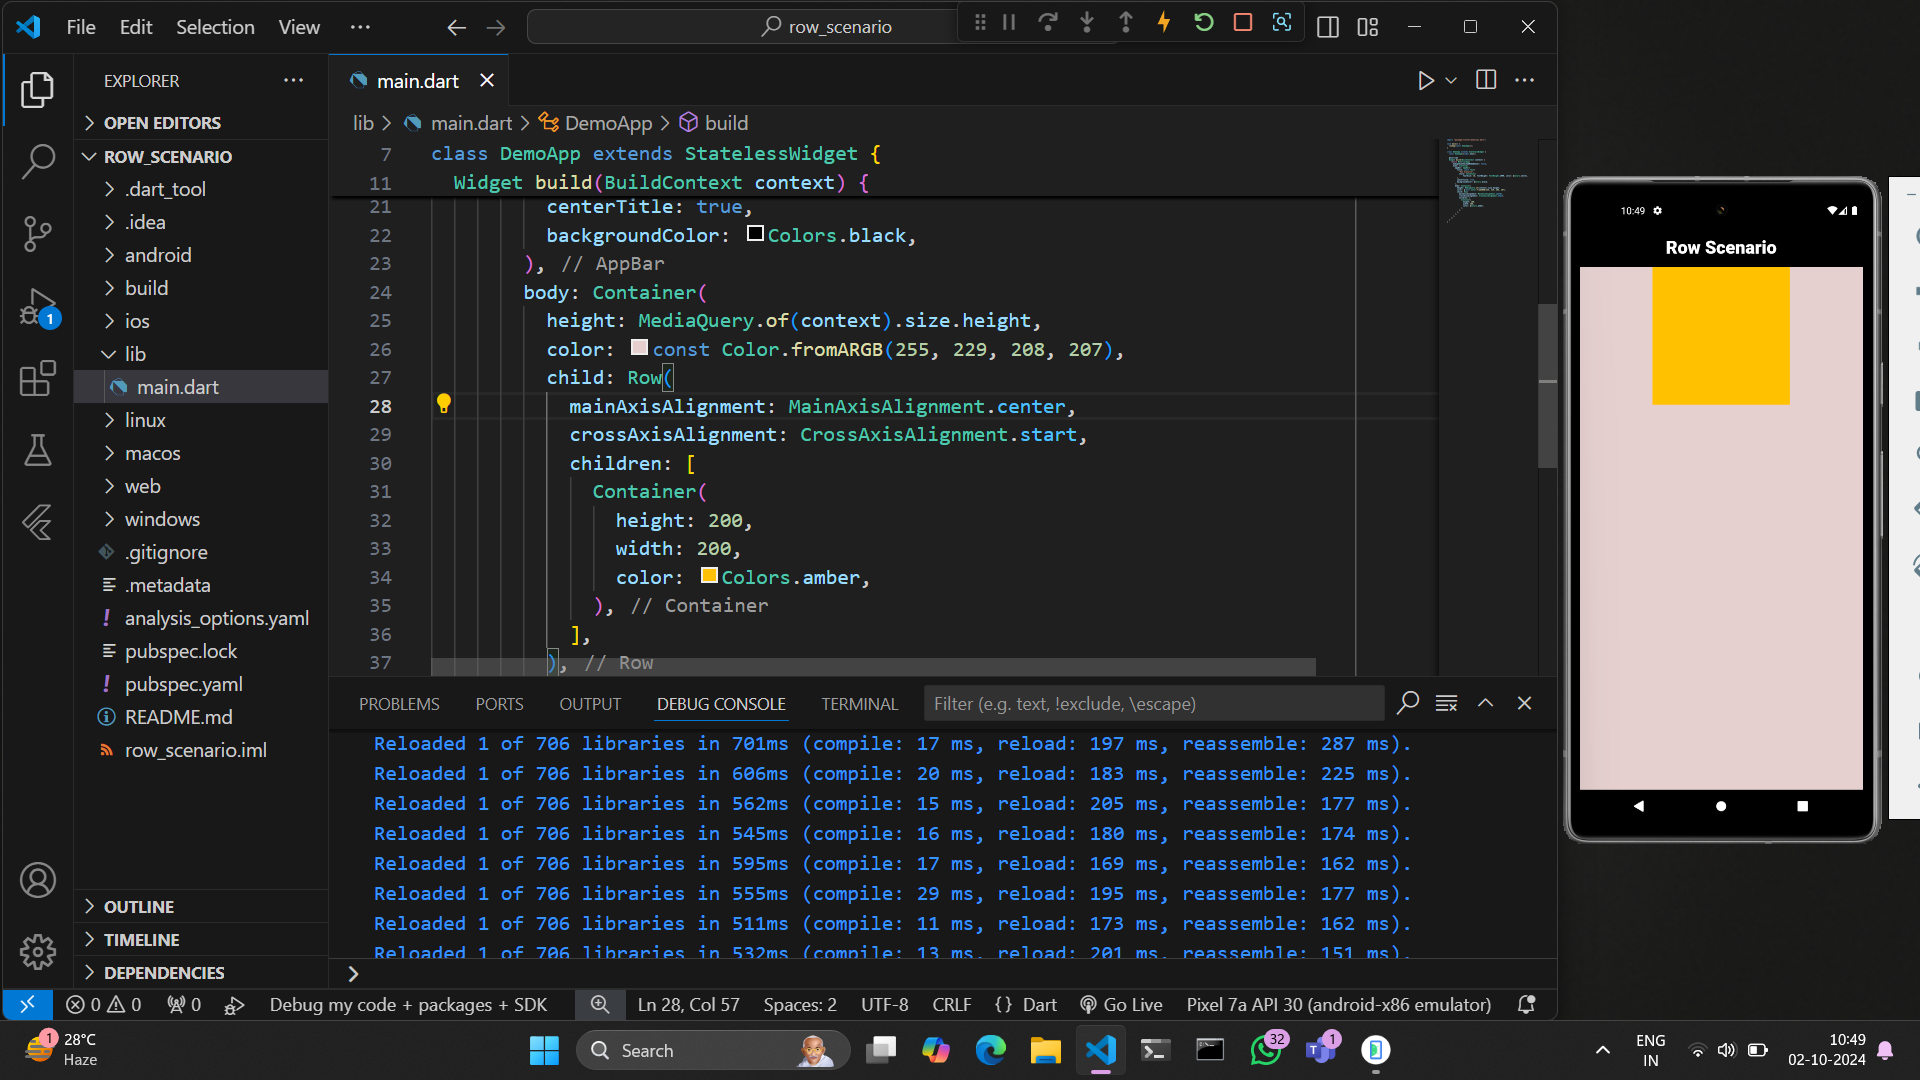 File Edit Selection View ···
row_scenario
EXPLORER
OPEN EDITORS
ROW_SCENARIO
.dart_tool
.idea
android
build
ios
lib
main.dart
linux
macos
web
windows
.gitignore
.metadata
analysis_options.yaml
pubspec.lock
pubspec.yaml
README.md
row_scenario.iml
OUTLINE
TIMELINE
DEPENDENCIES
1
main.dart
lib > main.dart > DemoApp > build
7 class DemoApp extends StatelessWidget {
11 Widget build(BuildContext context) {
21 centerTitle: true,
22 backgroundColor: Colors.black,
23 ), // AppBar
24 body: Container(
25 height: MediaQuery.of(context).size.height,
26 color: const Color.fromARGB(255, 229, 208, 207),
27 child: Row(
28 mainAxisAlignment: MainAxisAlignment.center,
29 crossAxisAlignment: CrossAxisAlignment.start,
30 children: [
31 Container(
32 height: 200,
33 width: 200,
34 color: Colors.amber,
35 ), // Container
36 ],
37 ), // Row
PROBLEMS PORTS OUTPUT DEBUG CONSOLE TERMINAL Filter (e.g. text, !exclude, \escape)
Reloaded 1 of 706 libraries in 701ms (compile: 17 ms, reload: 197 ms, reassemble: 287 ms).
Reloaded 1 of 706 libraries in 606ms (compile: 20 ms, reload: 183 ms, reassemble: 225 ms).
Reloaded 1 of 706 libraries in 562ms (compile: 15 ms, reload: 205 ms, reassemble: 177 ms).
Reloaded 1 of 706 libraries in 545ms (compile: 16 ms, reload: 180 ms, reassemble: 174 ms).
Reloaded 1 of 706 libraries in 595ms (compile: 17 ms, reload: 169 ms, reassemble: 162 ms).
Reloaded 1 of 706 libraries in 555ms (compile: 29 ms, reload: 195 ms, reassemble: 177 ms).
Reloaded 1 of 706 libraries in 511ms (compile: 11 ms, reload: 173 ms, reassemble: 162 ms).
Reloaded 1 of 706 libraries in 532ms (compile: 13 ms, reload: 201 ms, reassemble: 151 ms).
0 0 0 Debug my code + packages + SDK Ln 28, Col 57 Spaces: 2 UTF-8 CRLF {} Dart Go Live Pixel 7a API 30 (android-x86 emulator)
10:49
Row Scenario
1
28°C
Haze
Search
32
1
ENG
IN
10:49
02-10-2024